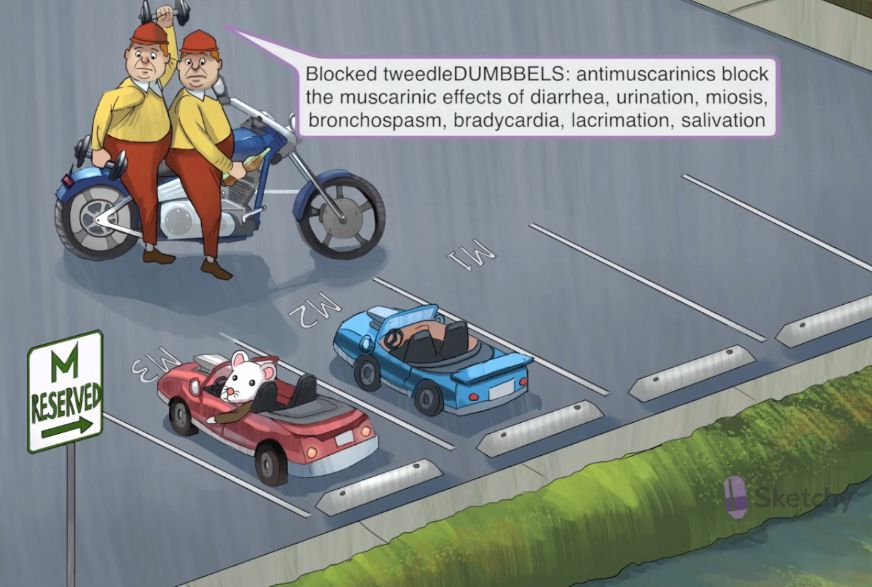 Blocked tweedleDUMBBELS: antimuscarinics block
the muscarinic effects of diarrhea, urination, miosis,
bronchospasm, bradycardia, lacrimation, salivation
M1
M2
M3
M
RESERVED
Sketchy